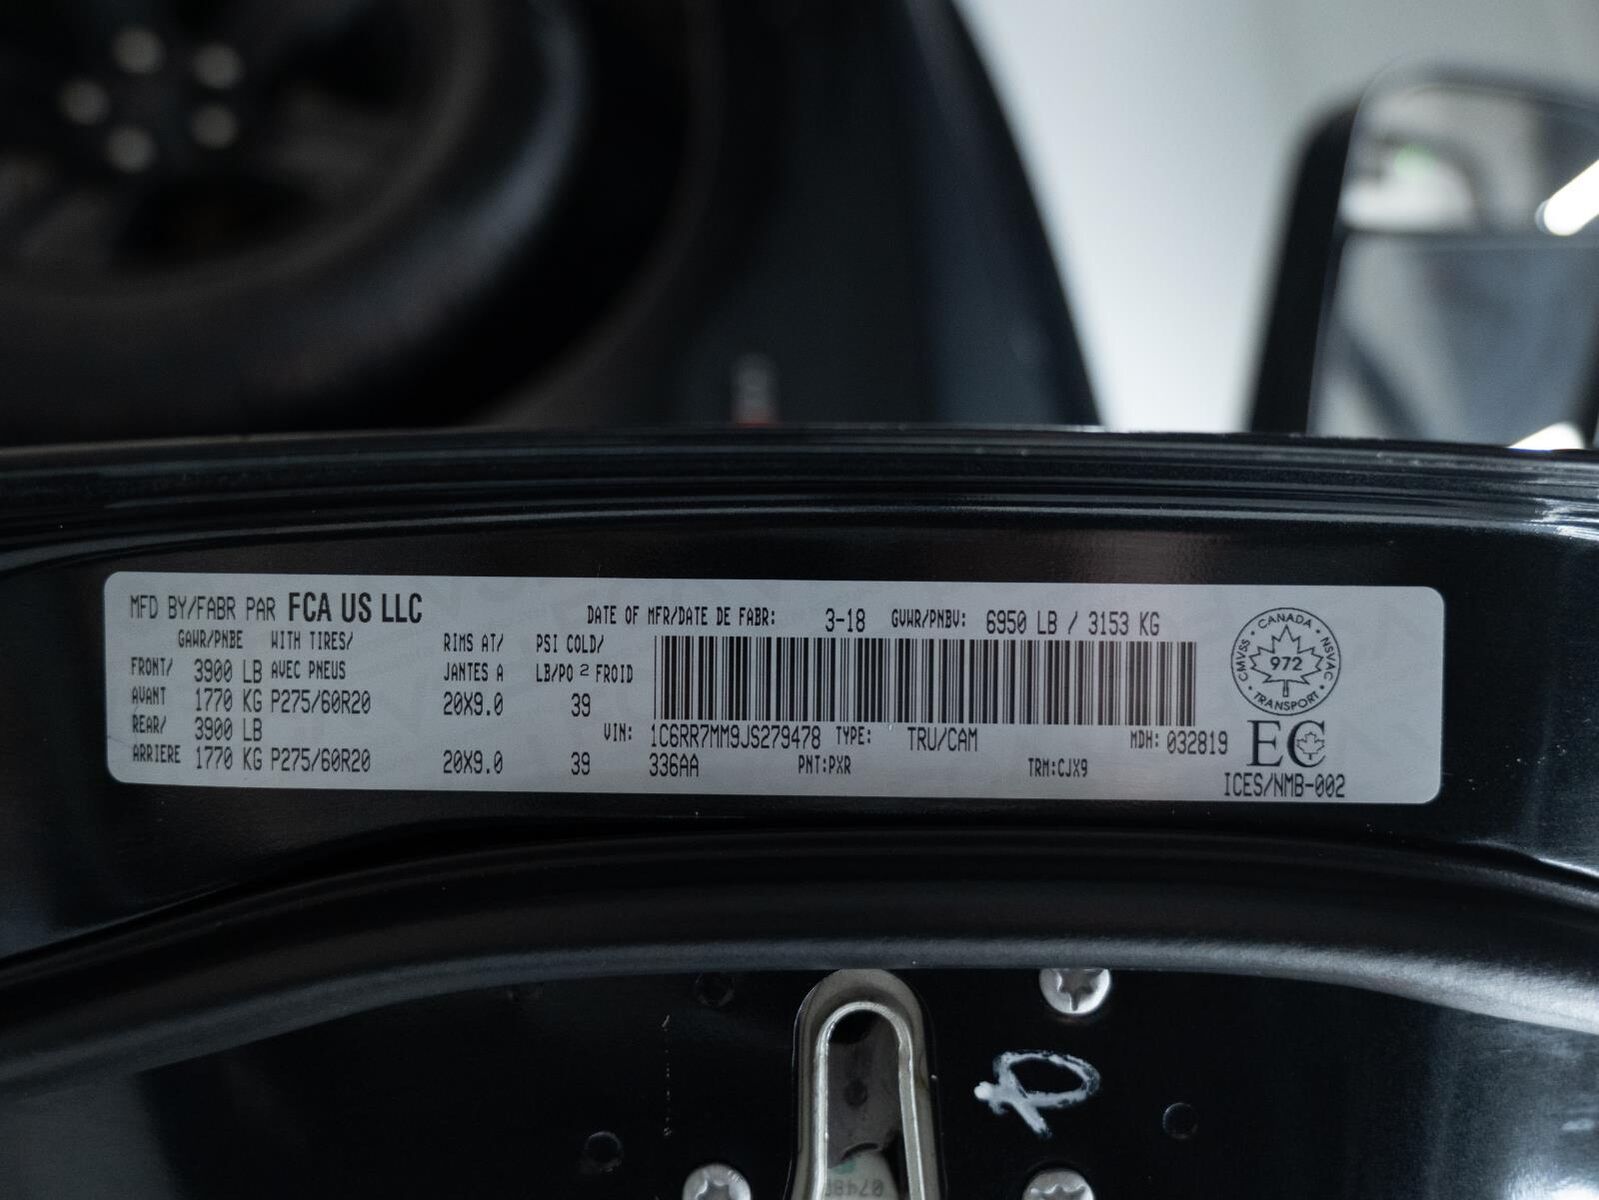 MFD BY/FABR PAR FCA US LLC DATE OF MFR/DATE DE FABR: 3-18 GVWR/PNBV: 6950 LB / 3153 KG
GAWR/PNBE WITH TIRES/ RIMS AT/ PSI COLD/
FRONT/ 3900 LB AVEC PNEUS JANTES A LB/PO 2 FROID
AVANT 1770 KG P275/60R20 20X9.0 39
REAR/ 3900 LB VIN: 1C6RR7MM9JS279478 TYPE: TRU/CAM MDH: 032819
ARRIERE 1770 KG P275/60R20 20X9.0 39 336AA PNT:PXR TRM:CJX9
CMVSS • CANADA • NSVAC • TRANSPORT •
972
EC
ICES/NMB-002